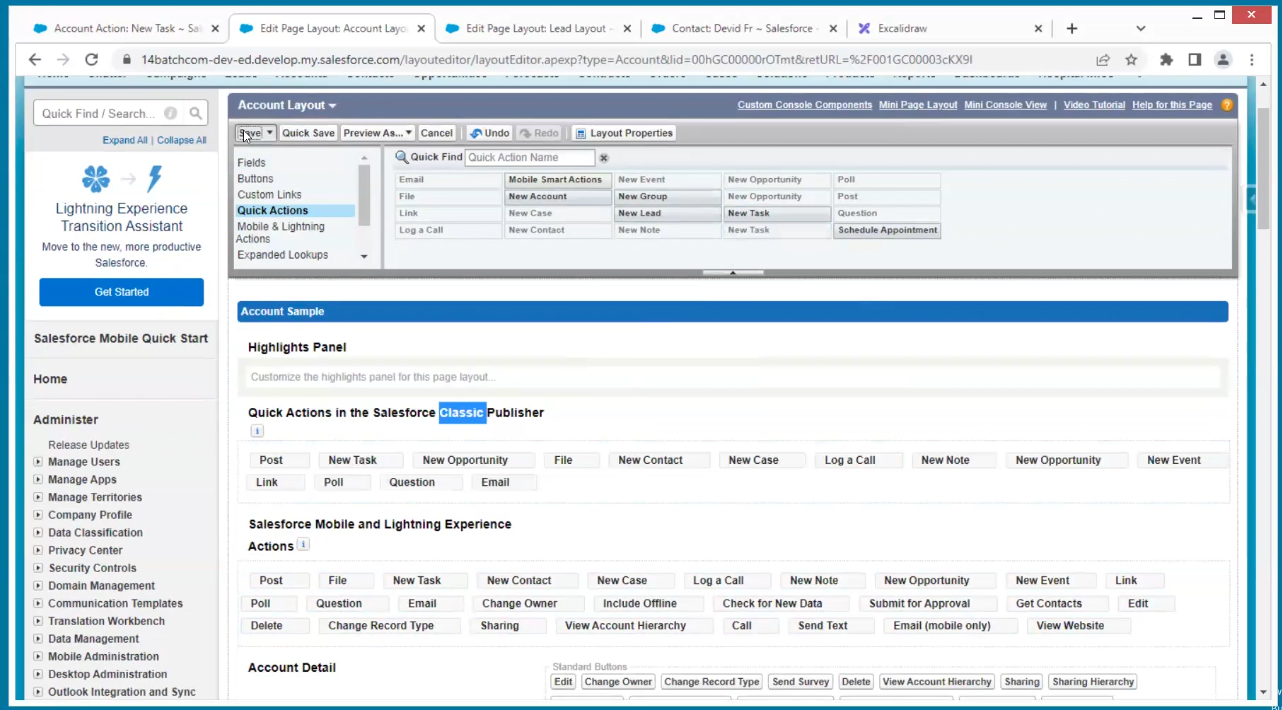 Account Action: New Task ~ Sal
Edit Page Layout: Account Layo
Edit Page Layout: Lead Layout -
Contact: Devid Fr ~ Salesforce -
Excalidraw
14batchcom-dev-ed.develop.my.salesforce.com/layouteditor/layoutEditor.apexp?type=Account&lid=00hGC00000rOTmt&retURL=%2F001GC00003cKX9I
Home Chatter Campaigns Leads Accounts Contacts Opportunities Forecasts Contracts Orders Cases Solutions Products Reports Dashboards
Quick Find / Search...
Expand All | Collapse All
Lightning Experience
Transition Assistant
Move to the new, more productive
Salesforce.
Get Started
Salesforce Mobile Quick Start
Home
Administer
Release Updates
Manage Users
Manage Apps
Manage Territories
Company Profile
Data Classification
Privacy Center
Security Controls
Domain Management
Communication Templates
Translation Workbench
Data Management
Mobile Administration
Desktop Administration
Outlook Integration and Sync
Account Layout
Custom Console Components Mini Page Layout Mini Console View | Video Tutorial Help for this Page
Save Quick Save Preview As... Cancel Undo Redo Layout Properties
Fields
Buttons
Custom Links
Quick Actions
Mobile & Lightning
Actions
Expanded Lookups
Quick Find Quick Action Name
Email Mobile Smart Actions New Event New Opportunity Poll
File New Account New Group New Opportunity Post
Link New Case New Lead New Task Question
Log a Call New Contact New Note New Task Schedule Appointment
Account Sample
Highlights Panel
Customize the highlights panel for this page layout...
Quick Actions in the Salesforce Classic Publisher
Post New Task New Opportunity File New Contact New Case Log a Call New Note New Opportunity New Event
Link Poll Question Email
Salesforce Mobile and Lightning Experience
Actions
Post File New Task New Contact New Case Log a Call New Note New Opportunity New Event Link
Poll Question Email Change Owner Include Offline Check for New Data Submit for Approval Get Contacts Edit
Delete Change Record Type Sharing View Account Hierarchy Call Send Text Email (mobile only) View Website
Account Detail
Standard Buttons
Edit Change Owner Change Record Type Send Survey Delete View Account Hierarchy Sharing Sharing Hierarchy